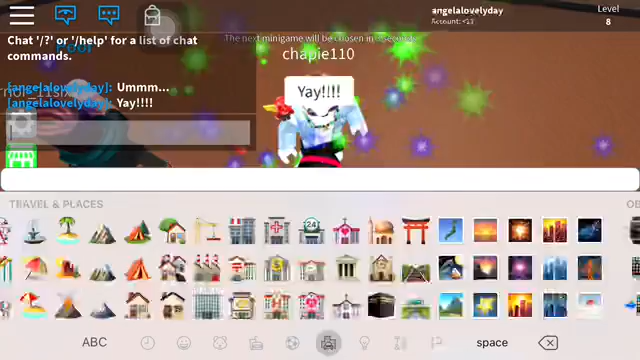 angelalovelyday
Account: <13
Level
8
Chat '/?' or '/help' for a list of chat
commands.
The next minigame will be chosen in
chapie110
[angelalovelyday]: Ummm...
[angelalovelyday]: Yay!!!!
Yay!!!!
TRAVEL & PLACES
OB
ABC
space